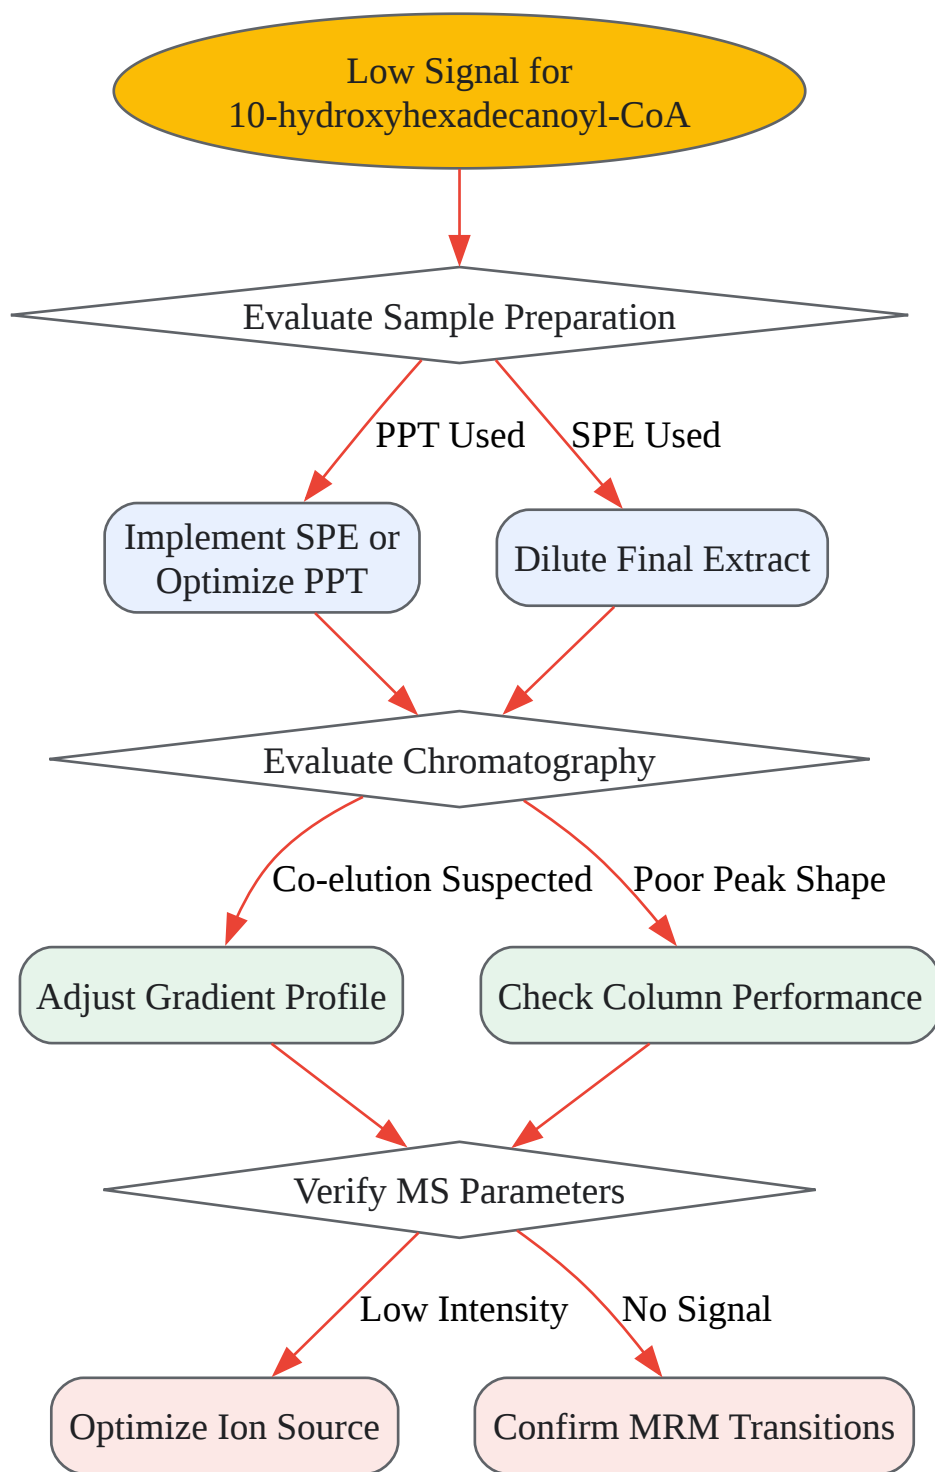 Low Signal for
10-hydroxyhexadecanoyl-CoA
Evaluate Sample Preparation
PPT Used
SPE Used
Implement SPE or
Optimize PPT
Dilute Final Extract
Evaluate Chromatography
Co-elution Suspected
Poor Peak Shape
Adjust Gradient Profile
Check Column Performance
Verify MS Parameters
Low Intensity
No Signal
Optimize Ion Source
Confirm MRM Transitions